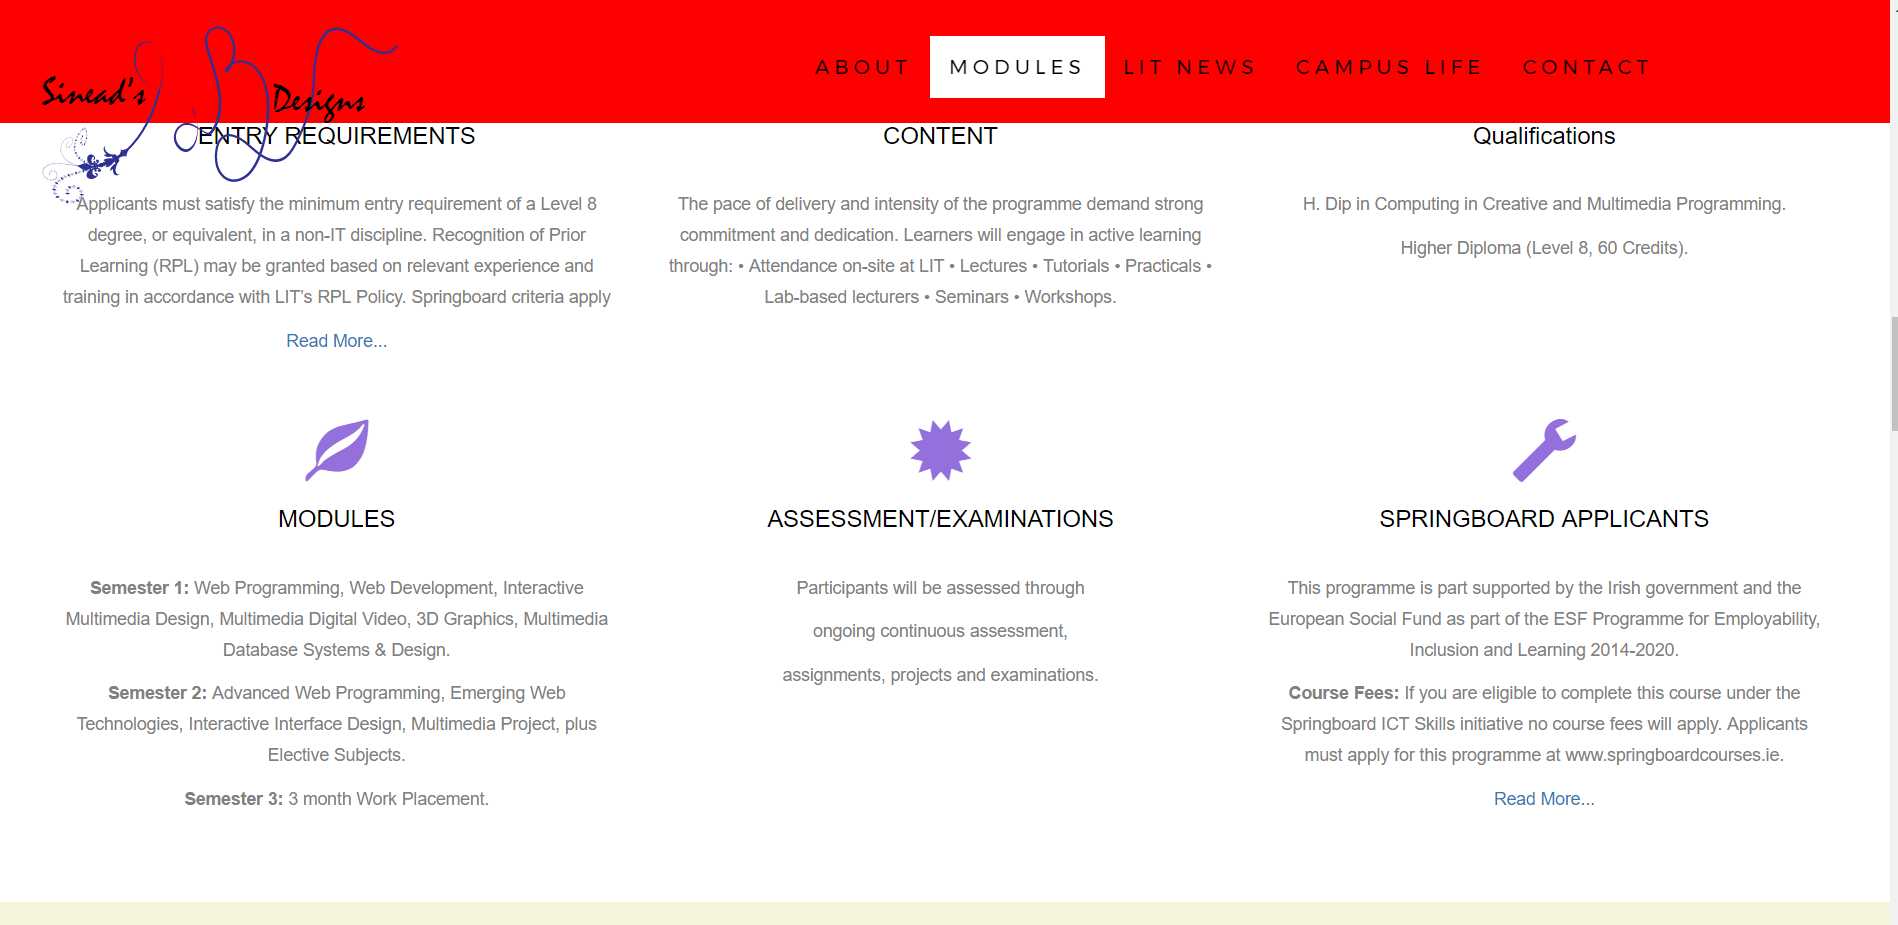 Sinead's
Designs
ABOUT
MODULES
LIT NEWS
CAMPUS LIFE
CONTACT
ENTRY REQUIREMENTS
Applicants must satisfy the minimum entry requirement of a Level 8
degree, or equivalent, in a non-IT discipline. Recognition of Prior
Learning (RPL) may be granted based on relevant experience and
training in accordance with LIT’s RPL Policy. Springboard criteria apply
Read More...
CONTENT
The pace of delivery and intensity of the programme demand strong
commitment and dedication. Learners will engage in active learning
through: • Attendance on-site at LIT • Lectures • Tutorials • Practicals •
Lab-based lecturers • Seminars • Workshops.
Qualifications
H. Dip in Computing in Creative and Multimedia Programming.
Higher Diploma (Level 8, 60 Credits).
MODULES
Semester 1: Web Programming, Web Development, Interactive
Multimedia Design, Multimedia Digital Video, 3D Graphics, Multimedia
Database Systems & Design.
Semester 2: Advanced Web Programming, Emerging Web
Technologies, Interactive Interface Design, Multimedia Project, plus
Elective Subjects.
Semester 3: 3 month Work Placement.
ASSESSMENT/EXAMINATIONS
Participants will be assessed through
ongoing continuous assessment,
assignments, projects and examinations.
SPRINGBOARD APPLICANTS
This programme is part supported by the Irish government and the
European Social Fund as part of the ESF Programme for Employability,
Inclusion and Learning 2014-2020.
Course Fees: If you are eligible to complete this course under the
Springboard ICT Skills initiative no course fees will apply. Applicants
must apply for this programme at www.springboardcourses.ie.
Read More...